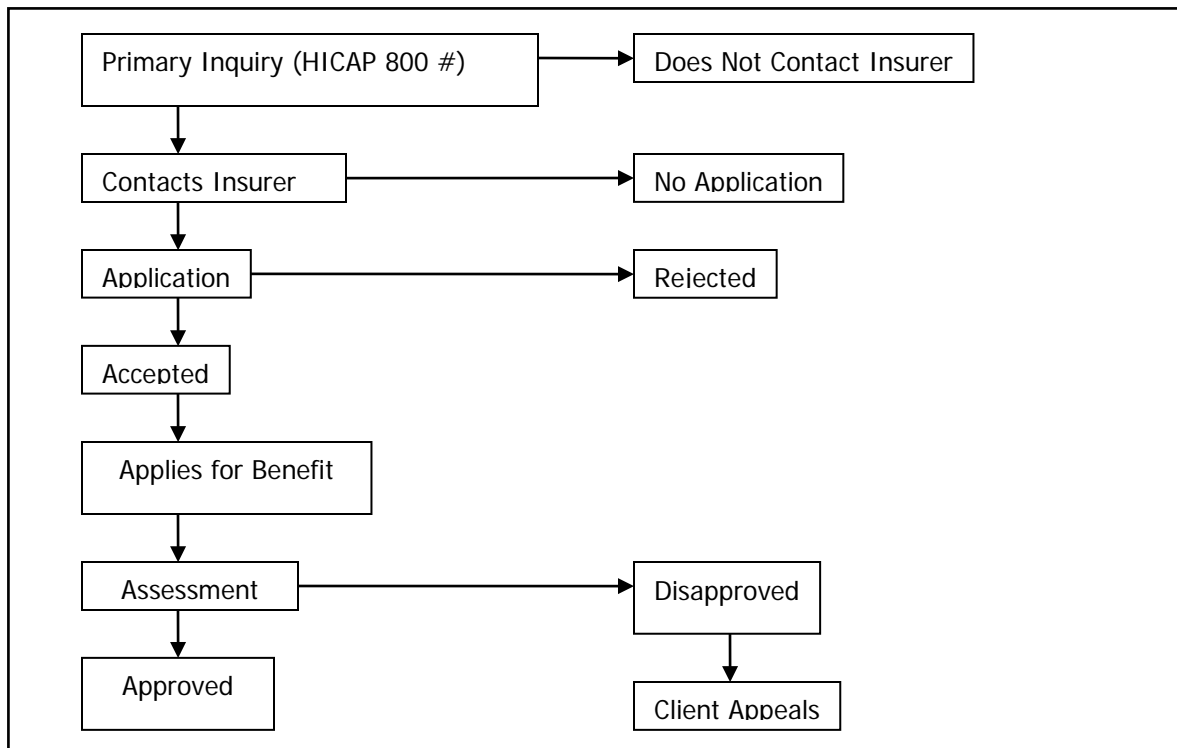 Primary Inquiry (HICAP 800 #)
Does Not Contact Insurer
Contacts Insurer
No Application
Application
Rejected
Accepted
Applies for Benefit
Assessment
Disapproved
Approved
Client Appeals